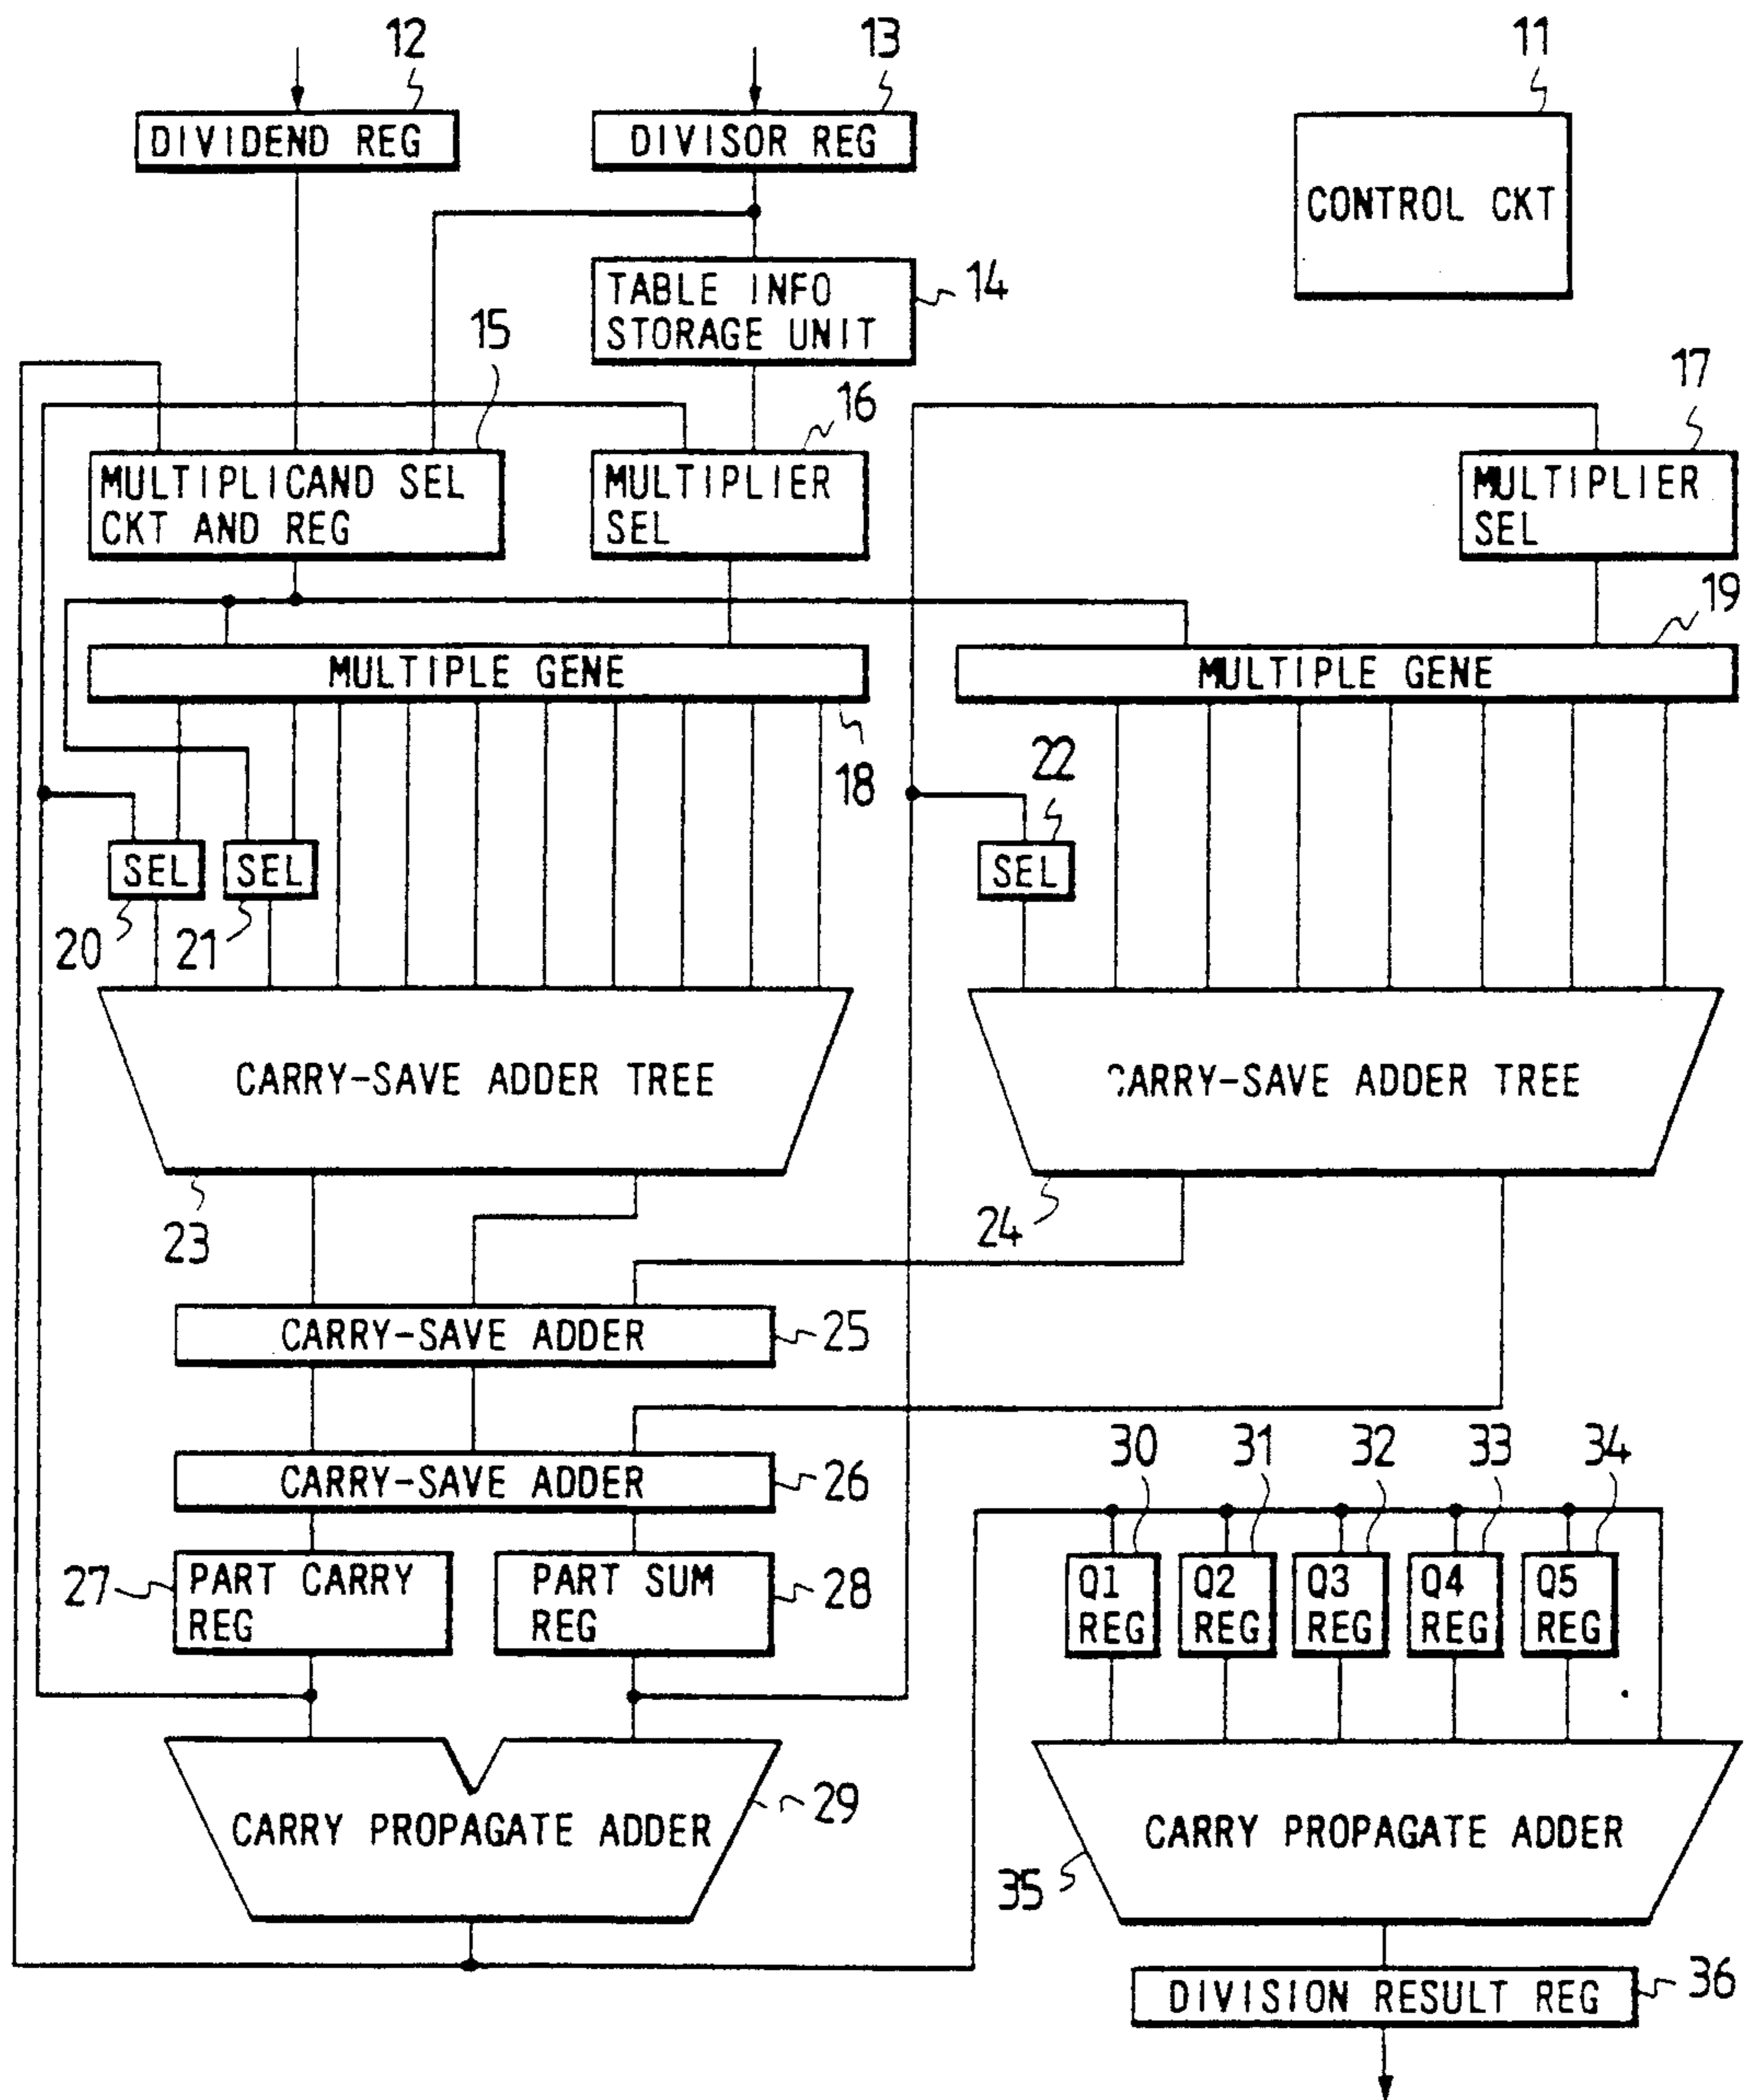 12
13
11
DIVIDEND REG
DIVISOR REG
CONTROL CKT
TABLE INFO
STORAGE UNIT
14
15
16
17
MULTIPLICAND SEL
CKT AND REG
MULTIPLIER
SEL
MULTIPLIER
SEL
19
MULTIPLE GENE
MULTIPLE GENE
18
22
SEL
SEL
SEL
20
21
CARRY-SAVE ADDER TREE
CARRY-SAVE ADDER TREE
23
24
CARRY-SAVE ADDER
25
30
31
32
33
34
CARRY-SAVE ADDER
26
27
PART CARRY
REG
PART SUM
REG
28
Q1
REG
Q2
REG
Q3
REG
Q4
REG
Q5
REG
CARRY PROPAGATE ADDER
29
CARRY PROPAGATE ADDER
35
DIVISION RESULT REG
36